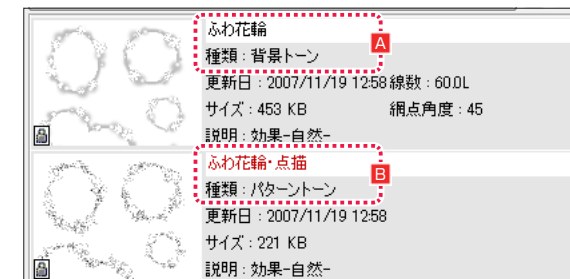 ふわ花輪
A
種類：背景トーン
更新日：2007/11/19 12:58 線数：60.0L
サイズ：453 KB 網点角度：45
説明：効果-自然-
ふわ花輪・点描
B
種類：パターントーン
更新日：2007/11/19 12:58
サイズ：221 KB
説明：効果-自然-